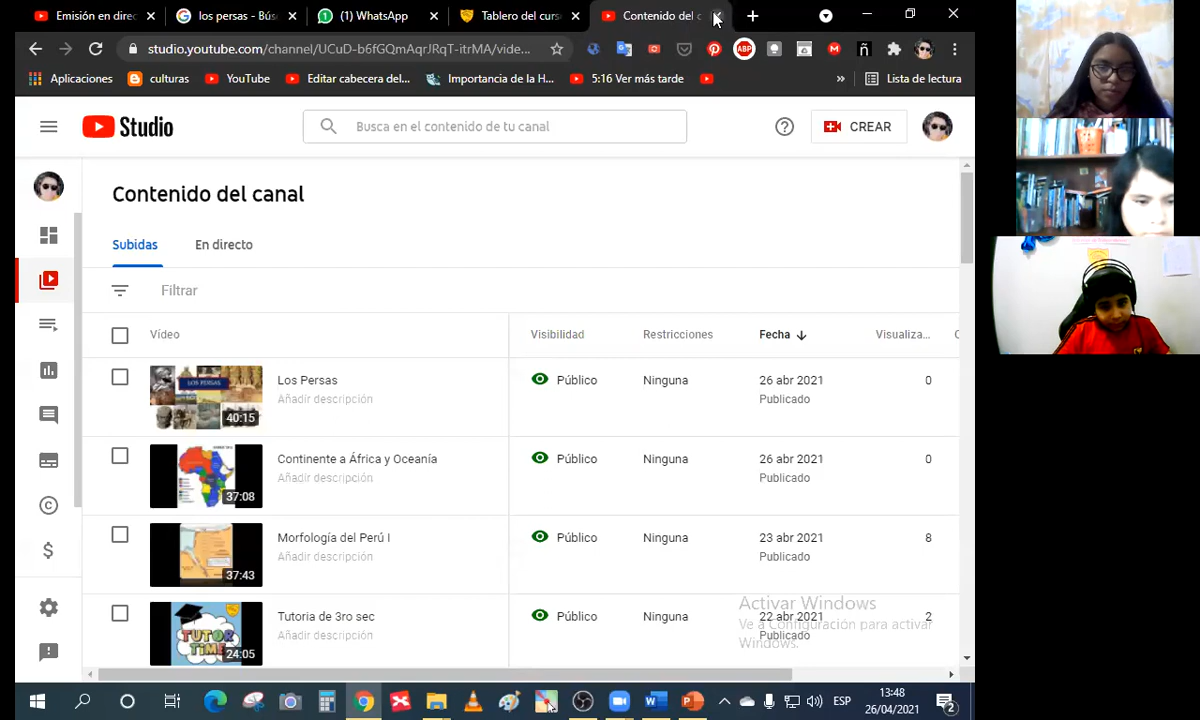 Emisión en direc
los persas - Bús
(1) WhatsApp
Tablero del curs
Contenido del c
studio.youtube.com/channel/UCuD-b6fGQmAqrJRqT-itrMA/vide...
Aplicaciones
culturas
YouTube
Editar cabecera del...
Importancia de la H...
5:16 Ver más tarde
Lista de lectura
Studio
Busca en el contenido de tu canal
CREAR
Contenido del canal
Subidas
En directo
Filtrar
Vídeo
Visibilidad
Restricciones
Fecha
Visualiza...
LOS PERSAS
40:15
Los Persas
Añadir descripción
Público
Ninguna
26 abr 2021
Publicado
0
37:08
Continente a África y Oceanía
Añadir descripción
Público
Ninguna
26 abr 2021
Publicado
0
37:43
Morfología del Perú I
Añadir descripción
Público
Ninguna
23 abr 2021
Publicado
8
TUTOR
TIME
24:05
Tutoria de 3ro sec
Añadir descripción
Público
Ninguna
22 abr 2021
Publicado
2
Activar Windows
Ve a Configuración para activar
Windows.
ESP
13:48
26/04/2021
2